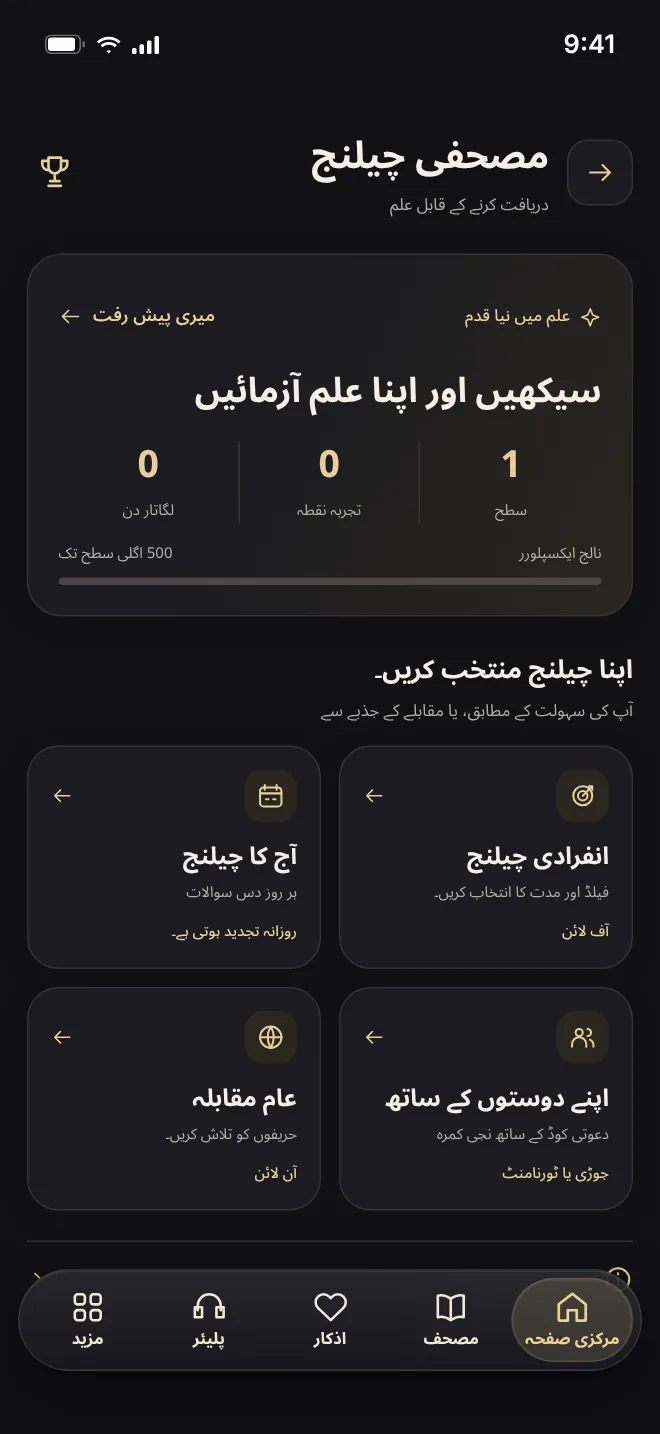 9:41
مصحفی چیلنج
دریافت کرنے کے قابل علم
علم میں نیا قدم
میری پیش رفت
سیکھیں اور اپنا علم آزمائیں
1
0
0
سطح
تجربہ نقطہ
لگاتار دن
نالج ایکسپلورر
500 اگلی سطح تک
اپنا چیلنج منتخب کریں۔
آپ کی سہولت کے مطابق، یا مقابلے کے جذبے سے
انفرادی چیلنج
فیلڈ اور مدت کا انتخاب کریں۔
آف لائن
آج کا چیلنج
ہر روز دس سوالات
روزانہ تجدید ہوتی ہے۔
اپنے دوستوں کے ساتھ
دعوتی کوڈ کے ساتھ نجی کمرہ
جوڑی یا ٹورنامنٹ
عام مقابلہ
حریفوں کو تلاش کریں۔
آن لائن
مرکزی صفحہ
مصحف
اذکار
پلیئر
مزید